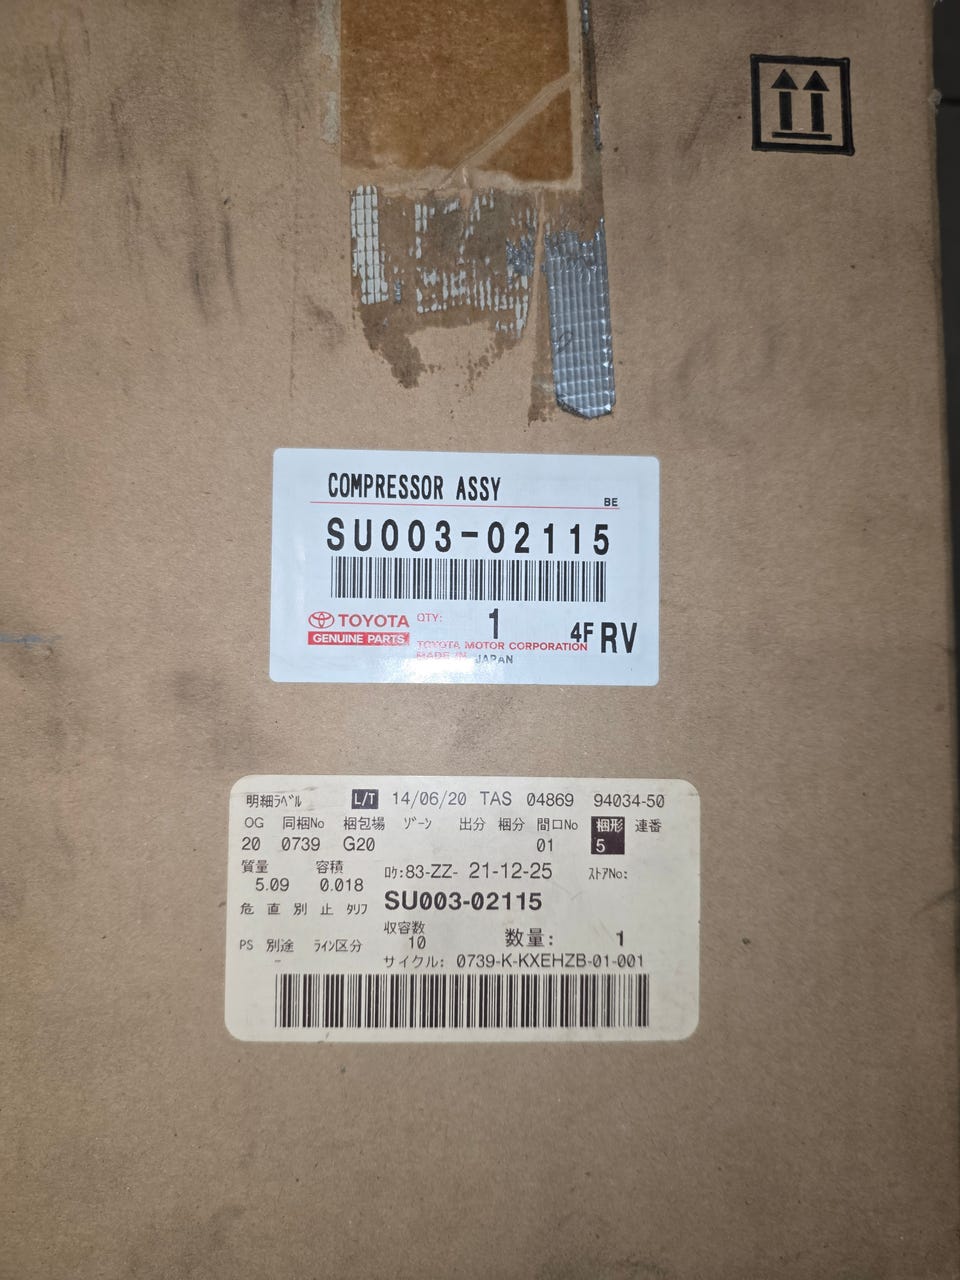 COMPRESSOR ASSY
BE
SU003-02115
TOYOTA
GENUINE PARTS
QTY: 1
4F RV
TOYOTA MOTOR CORPORATION
MADE IN JAPAN
明細ラベル L/T 14/06/20 TAS 04869 94034-50
OG 同梱No 梱包場 ゾーン 出分 梱分 間口No 梱形 連番
20 0739 G20 01 5
質量 容積 ロケ:83-ZZ- 21-12-25 ストアNo:
5.09 0.018
危 直 別 止 タリフ SU003-02115
収容数
PS 別途 ライン区分 10 数量: 1
-
サイクル: 0739-K-KXEHZB-01-001